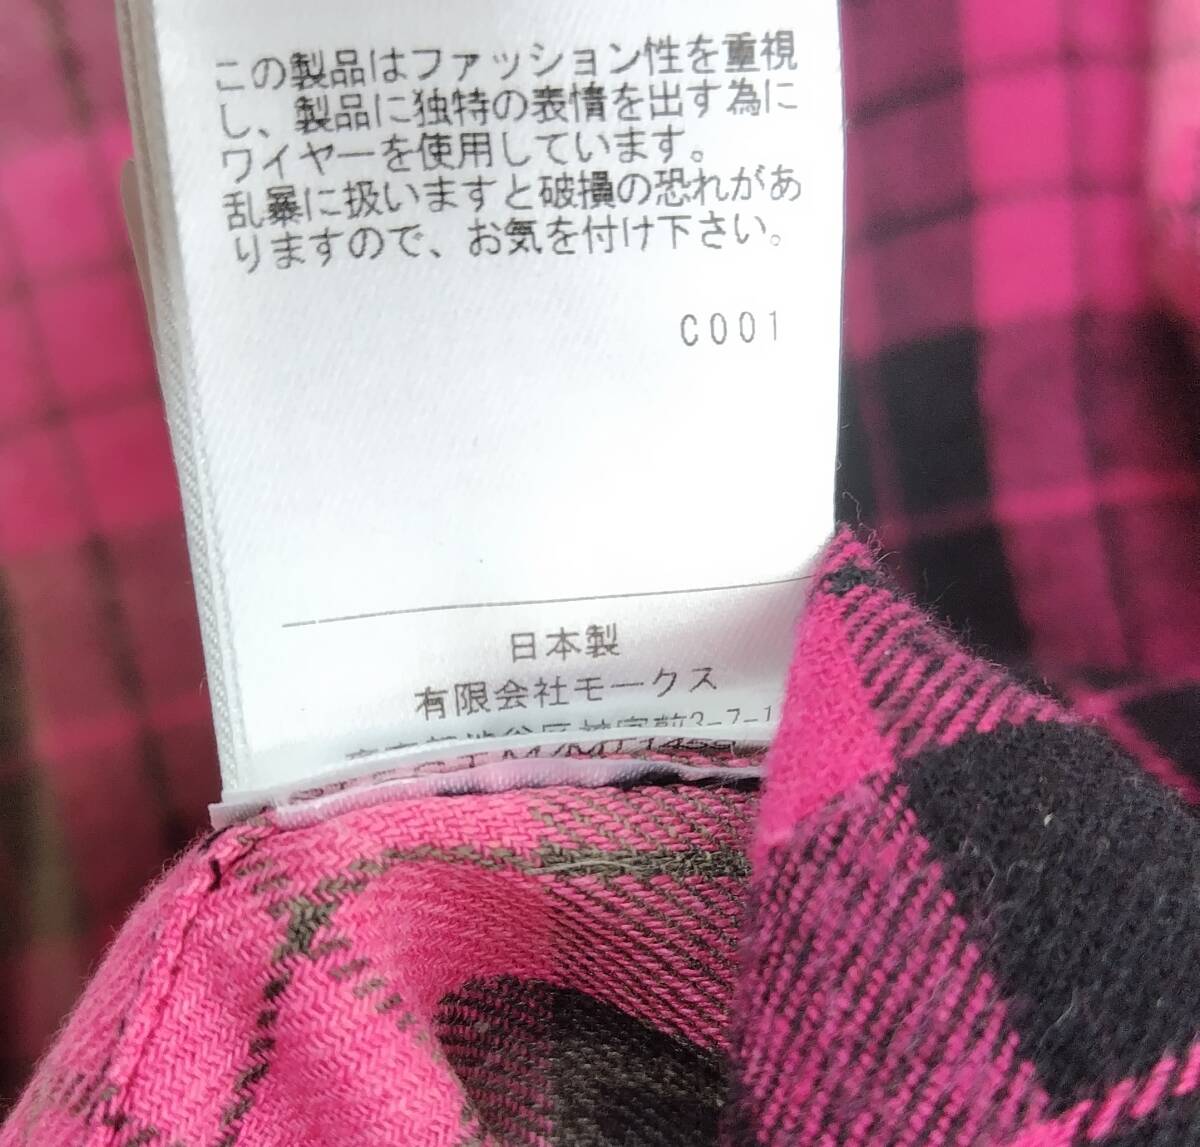 この製品はファッション性を重視
し、製品に独特の表情を出す為に
ワイヤーを使用しています。
乱暴に扱いますと破損の恐れがあ
りますので、お気を付け下さい。
C001
日本製
有限会社モークス
3-7-1